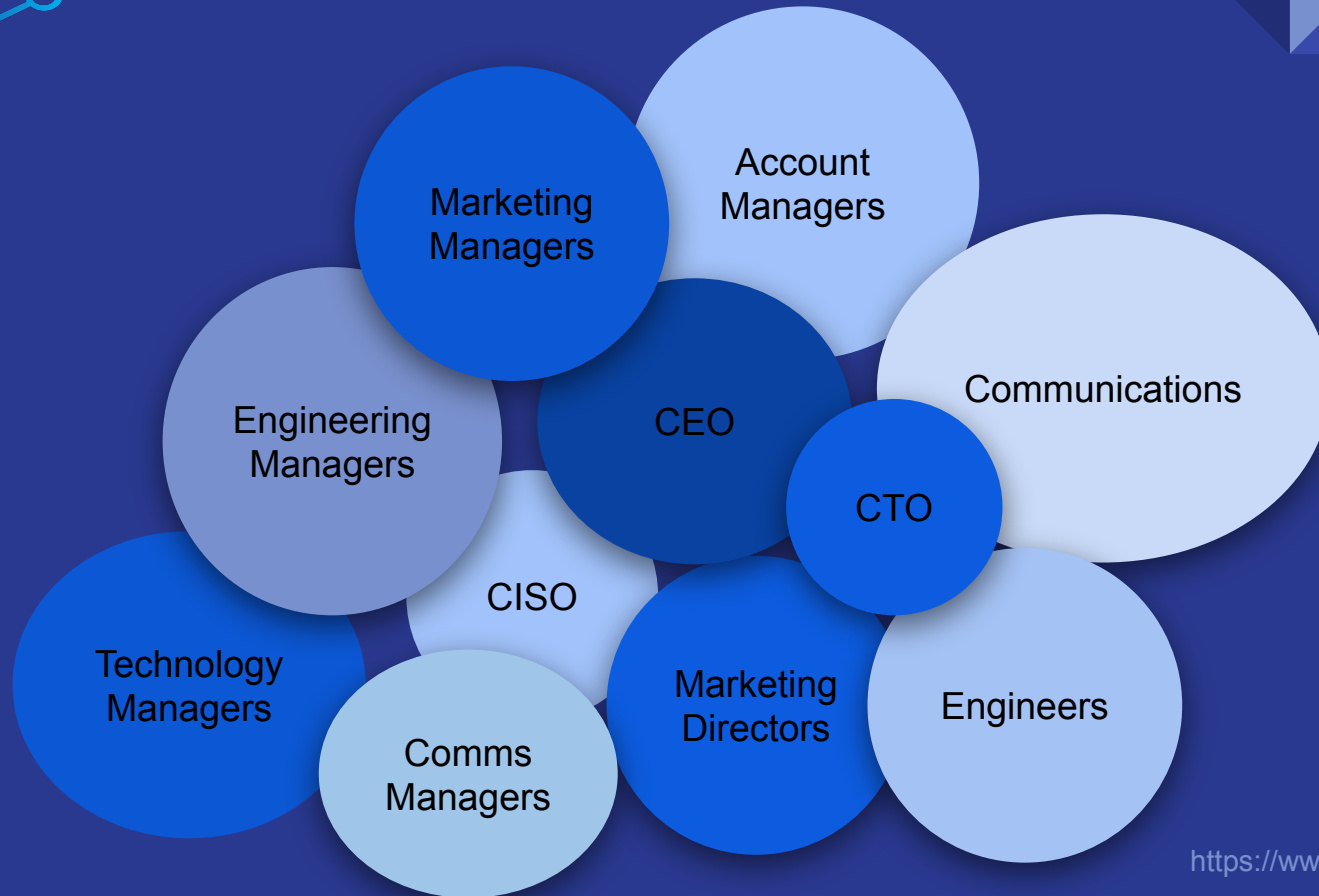 Account
Managers
Marketing
Managers
Communications
Engineering
Managers
CEO
CTO
CISO
Technology
Managers
Marketing
Directors
Engineers
Comms
Managers
https://ww